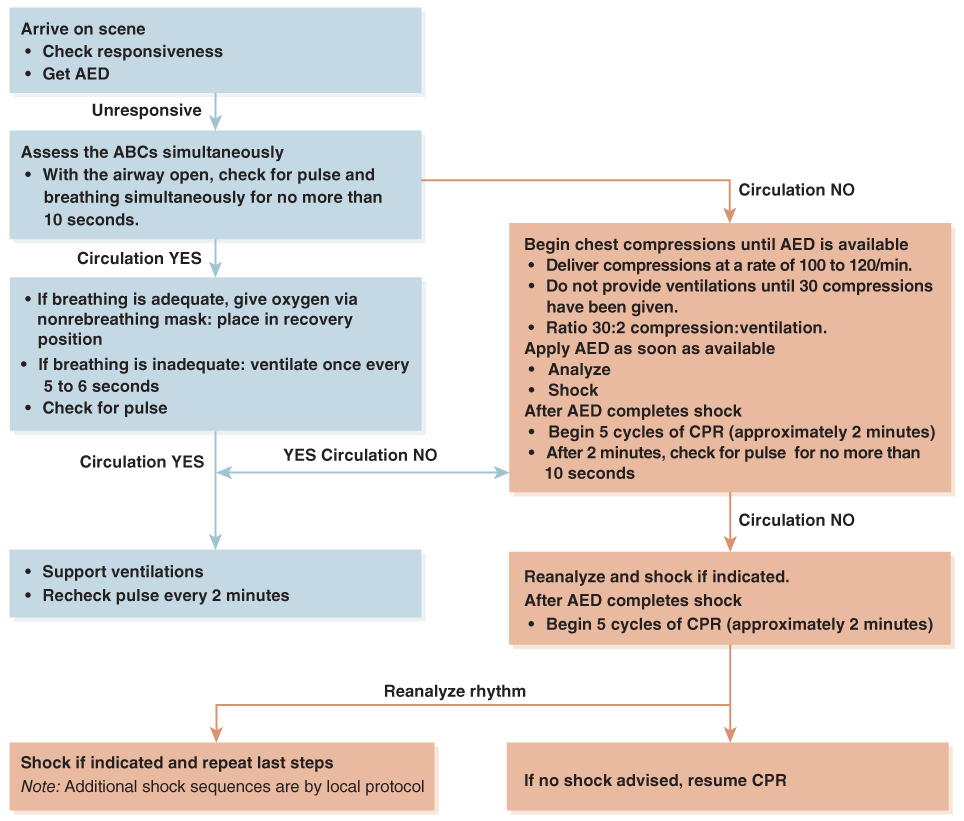 Arrive on scene
• Check responsiveness
• Get AED
Unresponsive
Assess the ABCs simultaneously
• With the airway open, check for pulse and
breathing simultaneously for no more than
10 seconds.
Circulation NO
Circulation YES
• If breathing is adequate, give oxygen via
nonrebreathing mask: place in recovery
position
• If breathing is inadequate: ventilate once every
5 to 6 seconds
• Check for pulse
Begin chest compressions until AED is available
• Deliver compressions at a rate of 100 to 120/min.
• Do not provide ventilations until 30 compressions
have been given.
• Ratio 30:2 compression:ventilation.
Apply AED as soon as available
• Analyze
• Shock
After AED completes shock
• Begin 5 cycles of CPR (approximately 2 minutes)
• After 2 minutes, check for pulse for no more than
10 seconds
Circulation YES
YES Circulation NO
Circulation NO
• Support ventilations
• Recheck pulse every 2 minutes
Reanalyze and shock if indicated.
After AED completes shock
• Begin 5 cycles of CPR (approximately 2 minutes)
Reanalyze rhythm
Shock if indicated and repeat last steps
Note: Additional shock sequences are by local protocol
If no shock advised, resume CPR